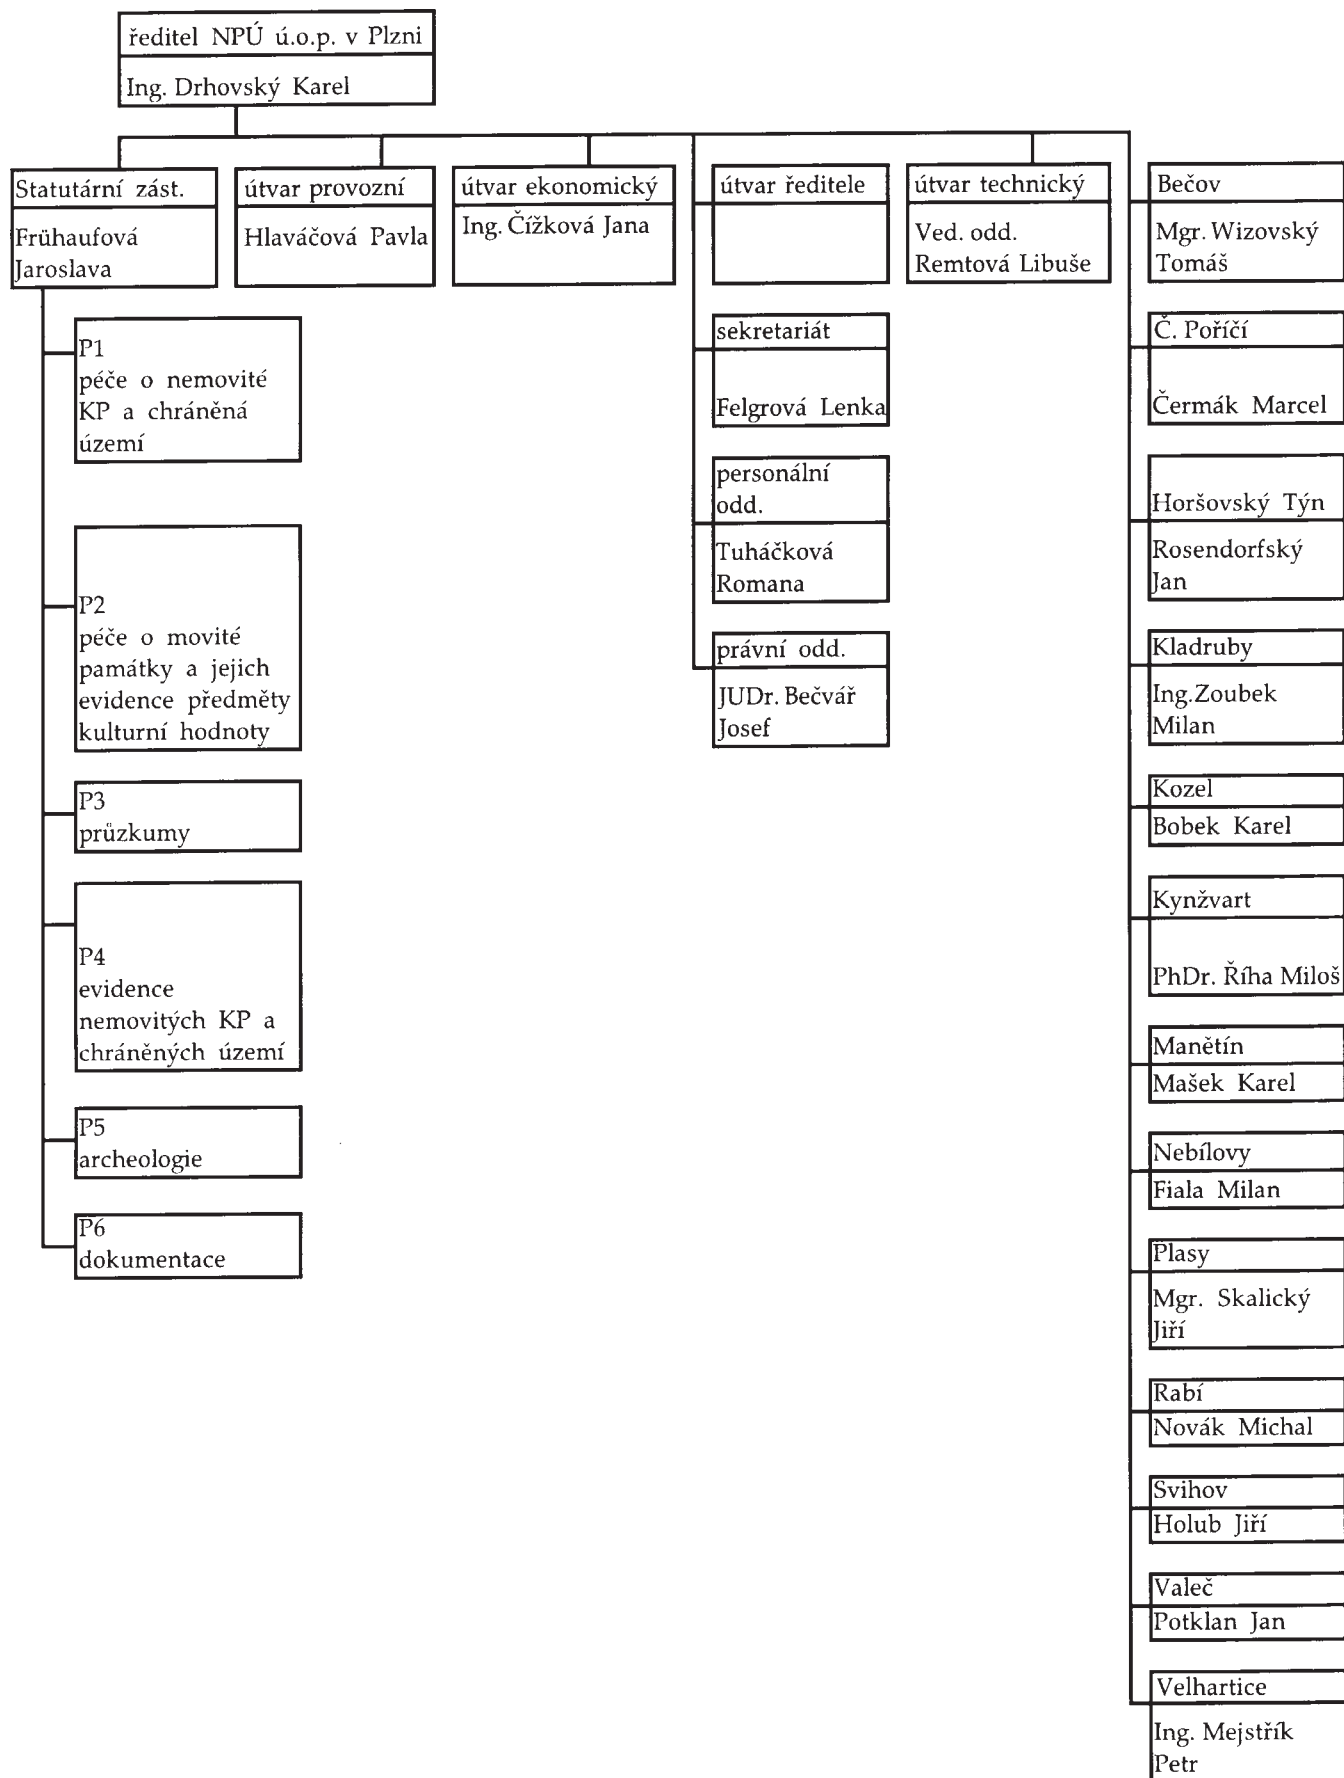 ředitel NPÚ ú.o.p. v Plzni
Ing. Drhovský Karel
Statutární zást.
Frühaufová
Jaroslava
útvar provozní
Hlaváčová Pavla
útvar ekonomický
Ing. Čížková Jana
útvar ředitele
útvar technický
Ved. odd.
Remtová Libuše
P1
péče o nemovité
KP a chráněná
území
P2
péče o movité
památky a jejich
evidence předměty
kulturní hodnoty
P3
průzkumy
P4
evidence
nemovitých KP a
chráněných území
P5
archeologie
P6
dokumentace
sekretariát
Felgrová Lenka
personální
odd.
Tuháčková
Romana
právní odd.
JUDr. Bečvář
Josef
Bečov
Mgr. Wizovský
Tomáš
Č. Poříčí
Čermák Marcel
Horšovský Týn
Rosendorfský
Jan
Kladruby
Ing.Zoubek
Milan
Kozel
Bobek Karel
Kynžvart
PhDr. Říha Miloš
Manětín
Mašek Karel
Nebílovy
Fiala Milan
Plasy
Mgr. Skalický
Jiří
Rabí
Novák Michal
Svihov
Holub Jiří
Valeč
Potklan Jan
Velhartice
Ing. Mejstřík
Petr